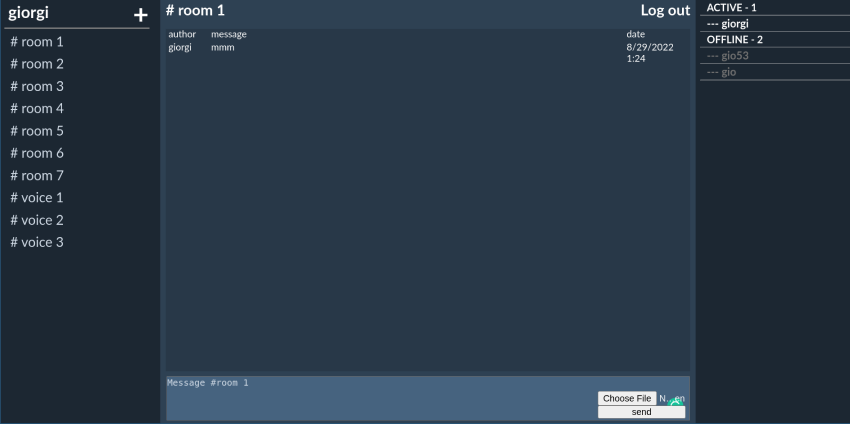 giorgi +
# room 1
# room 2
# room 3
# room 4
# room 5
# room 6
# room 7
# voice 1
# voice 2
# voice 3
# room 1 Log out
author message date
giorgi mmm 8/29/2022
1:24
Message #room 1
Choose File
send
ACTIVE - 1
--- giorgi
OFFLINE - 2
--- gio53
--- gio